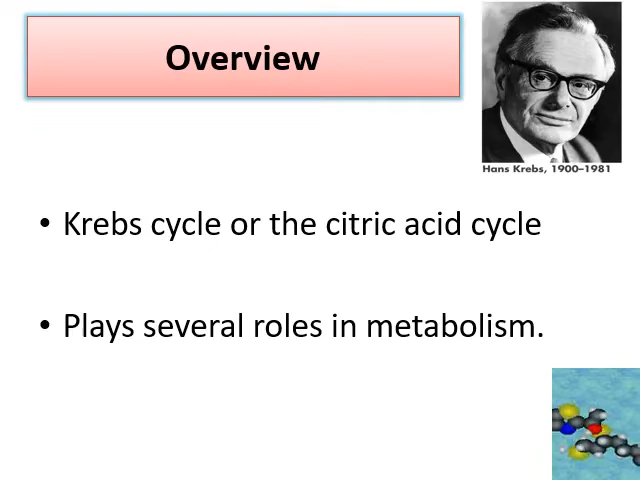 Overview
Hans Krebs, 1900–1981
• Krebs cycle or the citric acid cycle
• Plays several roles in metabolism.